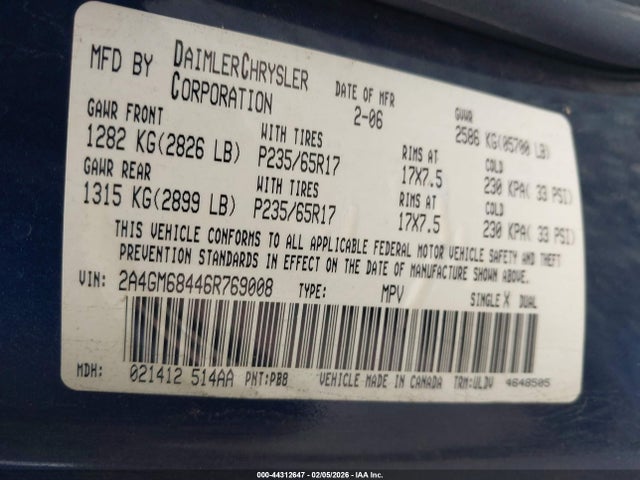 MFD BY DAIMLERCHRYSLER CORPORATION DATE OF MFR 2-06 GVWR 2586 KG(05700 LB)
GAWR FRONT WITH TIRES RIMS AT COLD
1282 KG(2826 LB) P235/65R17 17X7.5 230 KPA( 33 PSI)
GAWR REAR WITH TIRES RIMS AT COLD
1315 KG(2899 LB) P235/65R17 17X7.5 230 KPA( 33 PSI)
THIS VEHICLE CONFORMS TO ALL APPLICABLE FEDERAL MOTOR VEHICLE SAFETY AND THEFT
PREVENTION STANDARDS IN EFFECT ON THE DATE OF MANUFACTURE SHOWN ABOVE.
VIN: 2A4GM68446R769008 TYPE: MPV SINGLE X DUAL
MDH: 021412 514AA PNT:PB8 VEHICLE MADE IN CANADA TRM:ULDV 4648505
000-44312647 - 02/05/2026 - IAA Inc.